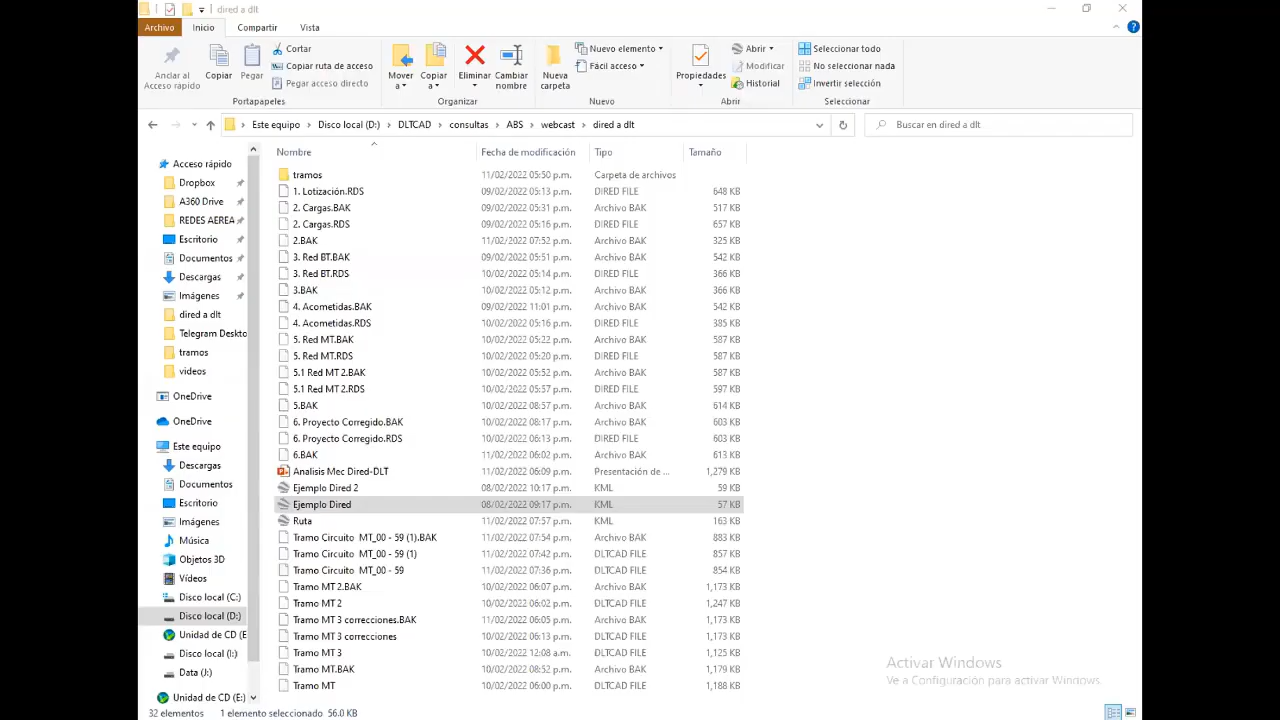 dired a dlt
Archivo Inicio Compartir Vista
Anclar al Acceso rápido
Copiar
Pegar
Cortar
Copiar ruta de acceso
Pegar acceso directo
Portapapeles
Mover a
Copiar a
Eliminar
Cambiar nombre
Organizar
Nueva carpeta
Nuevo elemento
Fácil acceso
Nuevo
Propiedades
Abrir
Modificar
Historial
Abrir
Seleccionar todo
No seleccionar nada
Invertir selección
Seleccionar
Este equipo › Disco local (D:) › DLTCAD › consultas › ABS › webcast › dired a dlt
Buscar en dired a dlt
Acceso rápido
Dropbox
A360 Drive
REDES AEREA
Escritorio
Documentos
Descargas
Imágenes
dired a dlt
Telegram Deskto
tramos
videos
OneDrive
OneDrive
Este equipo
Descargas
Documentos
Escritorio
Imágenes
Música
Objetos 3D
Vídeos
Disco local (C:)
Disco local (D:)
Unidad de CD (E
Disco local (I:)
Data (J:)
Unidad de CD (E:)
Nombre Fecha de modificación Tipo Tamaño
tramos 11/02/2022 05:50 p.m. Carpeta de archivos
1. Lotización.RDS 09/02/2022 05:13 p.m. DIRED FILE 648 KB
2. Cargas.BAK 09/02/2022 05:31 p.m. Archivo BAK 517 KB
2. Cargas.RDS 09/02/2022 05:16 p.m. DIRED FILE 657 KB
2.BAK 11/02/2022 07:52 p.m. Archivo BAK 325 KB
3. Red BT.BAK 09/02/2022 05:51 p.m. Archivo BAK 542 KB
3. Red BT.RDS 10/02/2022 05:14 p.m. DIRED FILE 366 KB
3.BAK 10/02/2022 05:12 p.m. Archivo BAK 366 KB
4. Acometidas.BAK 09/02/2022 11:01 p.m. Archivo BAK 542 KB
4. Acometidas.RDS 10/02/2022 05:16 p.m. DIRED FILE 385 KB
5. Red MT.BAK 10/02/2022 05:22 p.m. Archivo BAK 587 KB
5. Red MT.RDS 10/02/2022 05:20 p.m. DIRED FILE 587 KB
5.1 Red MT 2.BAK 10/02/2022 05:52 p.m. Archivo BAK 587 KB
5.1 Red MT 2.RDS 10/02/2022 05:57 p.m. DIRED FILE 597 KB
5.BAK 10/02/2022 08:57 p.m. Archivo BAK 614 KB
6. Proyecto Corregido.BAK 10/02/2022 08:17 p.m. Archivo BAK 603 KB
6. Proyecto Corregido.RDS 10/02/2022 06:13 p.m. DIRED FILE 603 KB
6.BAK 11/02/2022 06:02 p.m. Archivo BAK 613 KB
Analisis Mec Dired-DLT 11/02/2022 06:09 p.m. Presentación de ... 1,279 KB
Ejemplo Dired 2 08/02/2022 10:17 p.m. KML 59 KB
Ejemplo Dired 08/02/2022 09:17 p.m. KML 57 KB
Ruta 11/02/2022 07:57 p.m. KML 163 KB
Tramo Circuito MT_00 - 59 (1).BAK 11/02/2022 07:54 p.m. Archivo BAK 883 KB
Tramo Circuito MT_00 - 59 (1) 11/02/2022 07:42 p.m. DLTCAD FILE 857 KB
Tramo Circuito MT_00 - 59 11/02/2022 07:36 p.m. DLTCAD FILE 854 KB
Tramo MT 2.BAK 10/02/2022 06:07 p.m. Archivo BAK 1,173 KB
Tramo MT 2 10/02/2022 06:02 p.m. DLTCAD FILE 1,247 KB
Tramo MT 3 correcciones.BAK 11/02/2022 06:05 p.m. Archivo BAK 1,173 KB
Tramo MT 3 correcciones 10/02/2022 06:13 p.m. DLTCAD FILE 1,173 KB
Tramo MT 3 10/02/2022 12:08 a.m. DLTCAD FILE 1,125 KB
Tramo MT.BAK 10/02/2022 08:52 p.m. Archivo BAK 1,179 KB
Tramo MT 10/02/2022 06:00 p.m. DLTCAD FILE 1,188 KB
Activar Windows
Ve a Configuración para activar Windows.
32 elementos 1 elemento seleccionado 56.0 KB